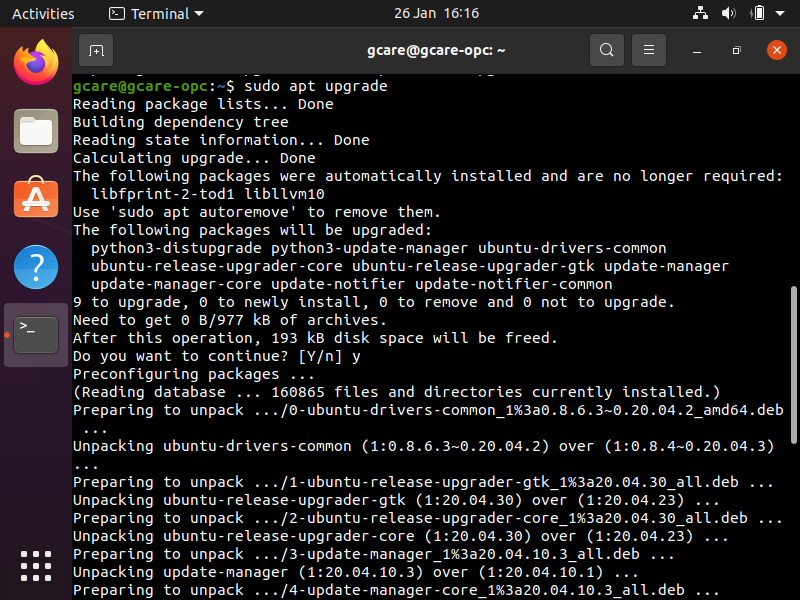 Activities
Terminal
26 Jan 16:16
gcare@gcare-opc: ~
gcare@gcare-opc:~$ sudo apt upgrade
Reading package lists... Done
Building dependency tree
Reading state information... Done
Calculating upgrade... Done
The following packages were automatically installed and are no longer required:
libfprint-2-tod1 libllvm10
Use 'sudo apt autoremove' to remove them.
The following packages will be upgraded:
python3-distupgrade python3-update-manager ubuntu-drivers-common
ubuntu-release-upgrader-core ubuntu-release-upgrader-gtk update-manager
update-manager-core update-notifier update-notifier-common
9 to upgrade, 0 to newly install, 0 to remove and 0 not to upgrade.
Need to get 0 B/977 kB of archives.
After this operation, 193 kB disk space will be freed.
Do you want to continue? [Y/n] y
Preconfiguring packages ...
(Reading database ... 160865 files and directories currently installed.)
Preparing to unpack .../0-ubuntu-drivers-common_1%3a0.8.6.3~0.20.04.2_amd64.deb
...
Unpacking ubuntu-drivers-common (1:0.8.6.3~0.20.04.2) over (1:0.8.4~0.20.04.3)
...
Preparing to unpack .../1-ubuntu-release-upgrader-gtk_1%3a20.04.30_all.deb ...
Unpacking ubuntu-release-upgrader-gtk (1:20.04.30) over (1:20.04.23) ...
Preparing to unpack .../2-ubuntu-release-upgrader-core_1%3a20.04.30_all.deb ...
Unpacking ubuntu-release-upgrader-core (1:20.04.30) over (1:20.04.23) ...
Preparing to unpack .../3-update-manager_1%3a20.04.10.3_all.deb ...
Unpacking update-manager (1:20.04.10.3) over (1:20.04.10.1) ...
Preparing to unpack .../4-update-manager-core_1%3a20.04.10.3_all.deb ...